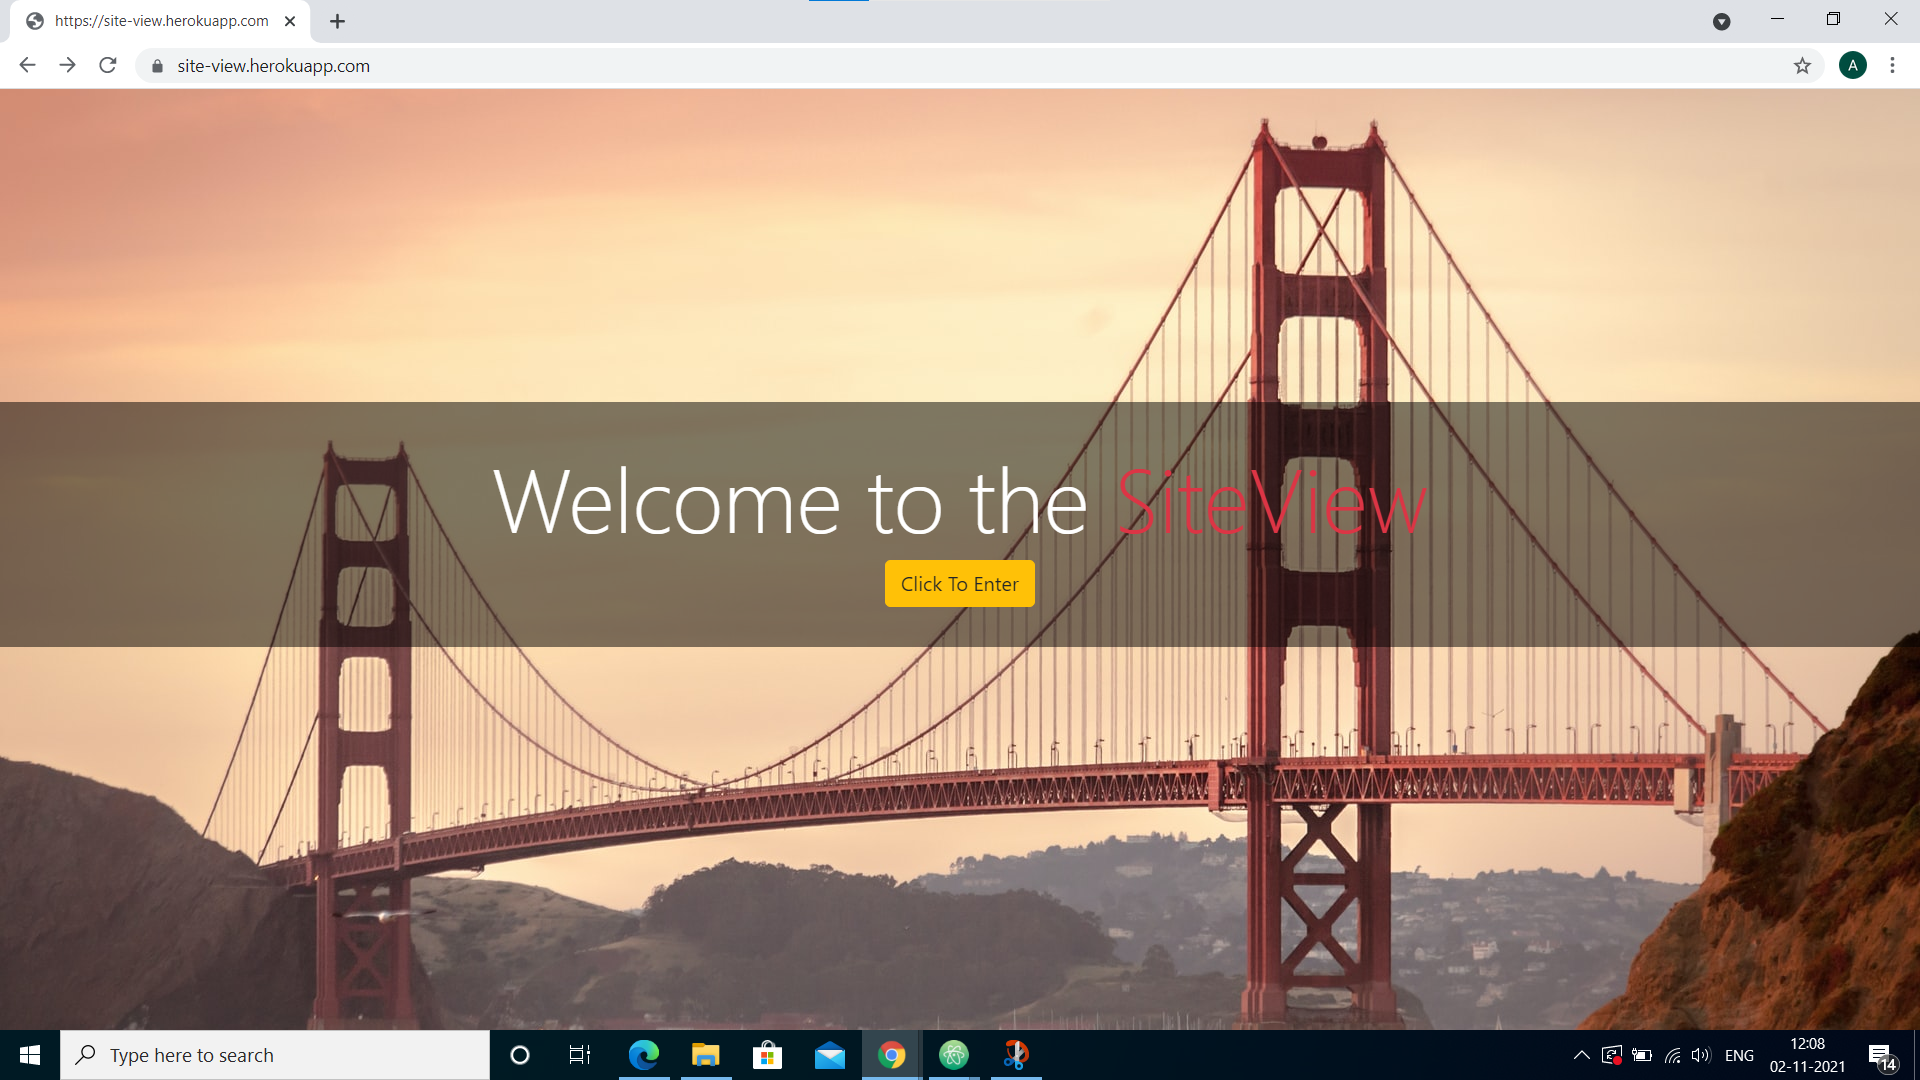 https://site-view.herokuapp.com
site-view.herokuapp.com
A
Welcome to the SiteView
Click To Enter
Type here to search
ENG
12:08
02-11-2021
14